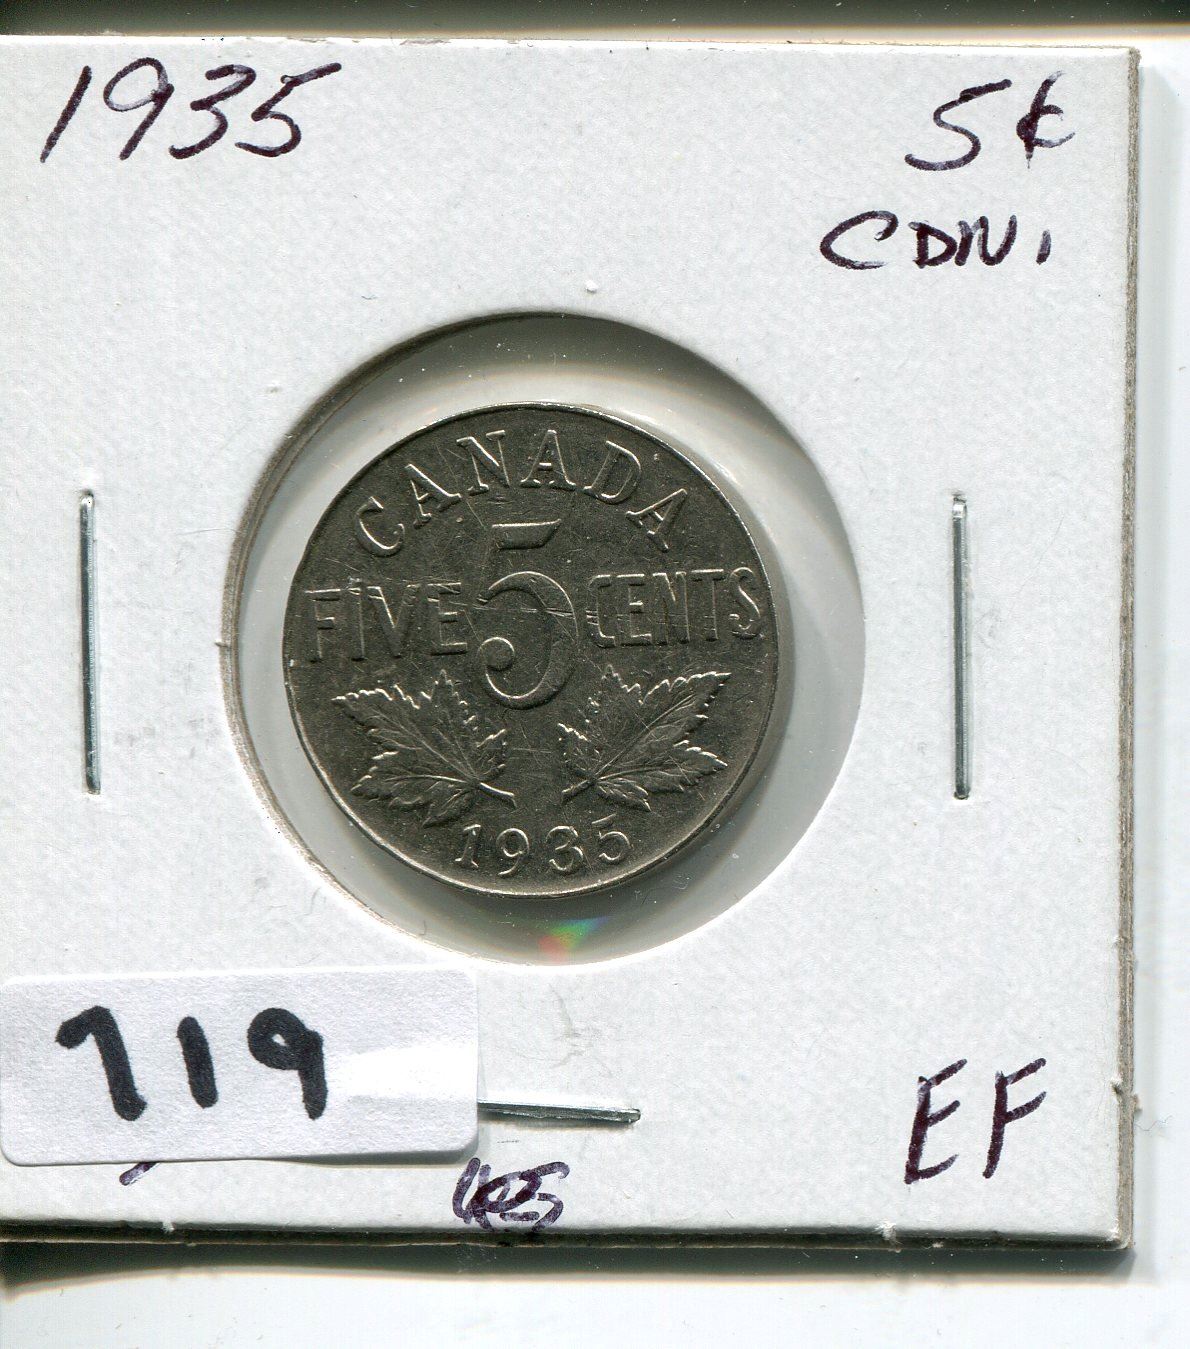 1935 5¢
CDN.
CANADA
FIVE 5 CENTS
1935
719
EF